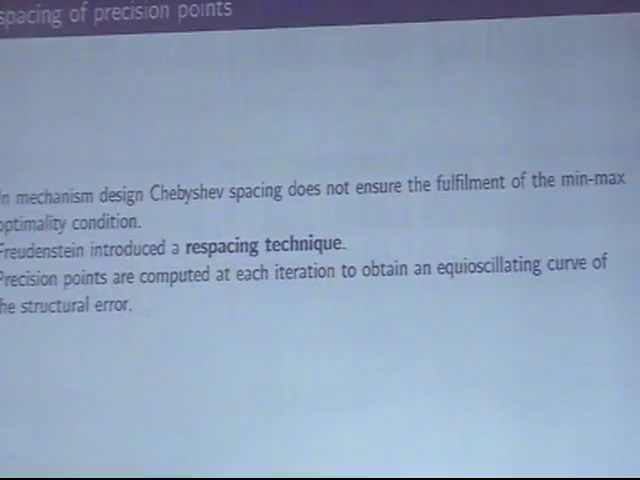 spacing of precision points
In mechanism design Chebyshev spacing does not ensure the fulfilment of the min-max
optimality condition.
Freudenstein introduced a respacing technique.
Precision points are computed at each iteration to obtain an equioscillating curve of
the structural error.